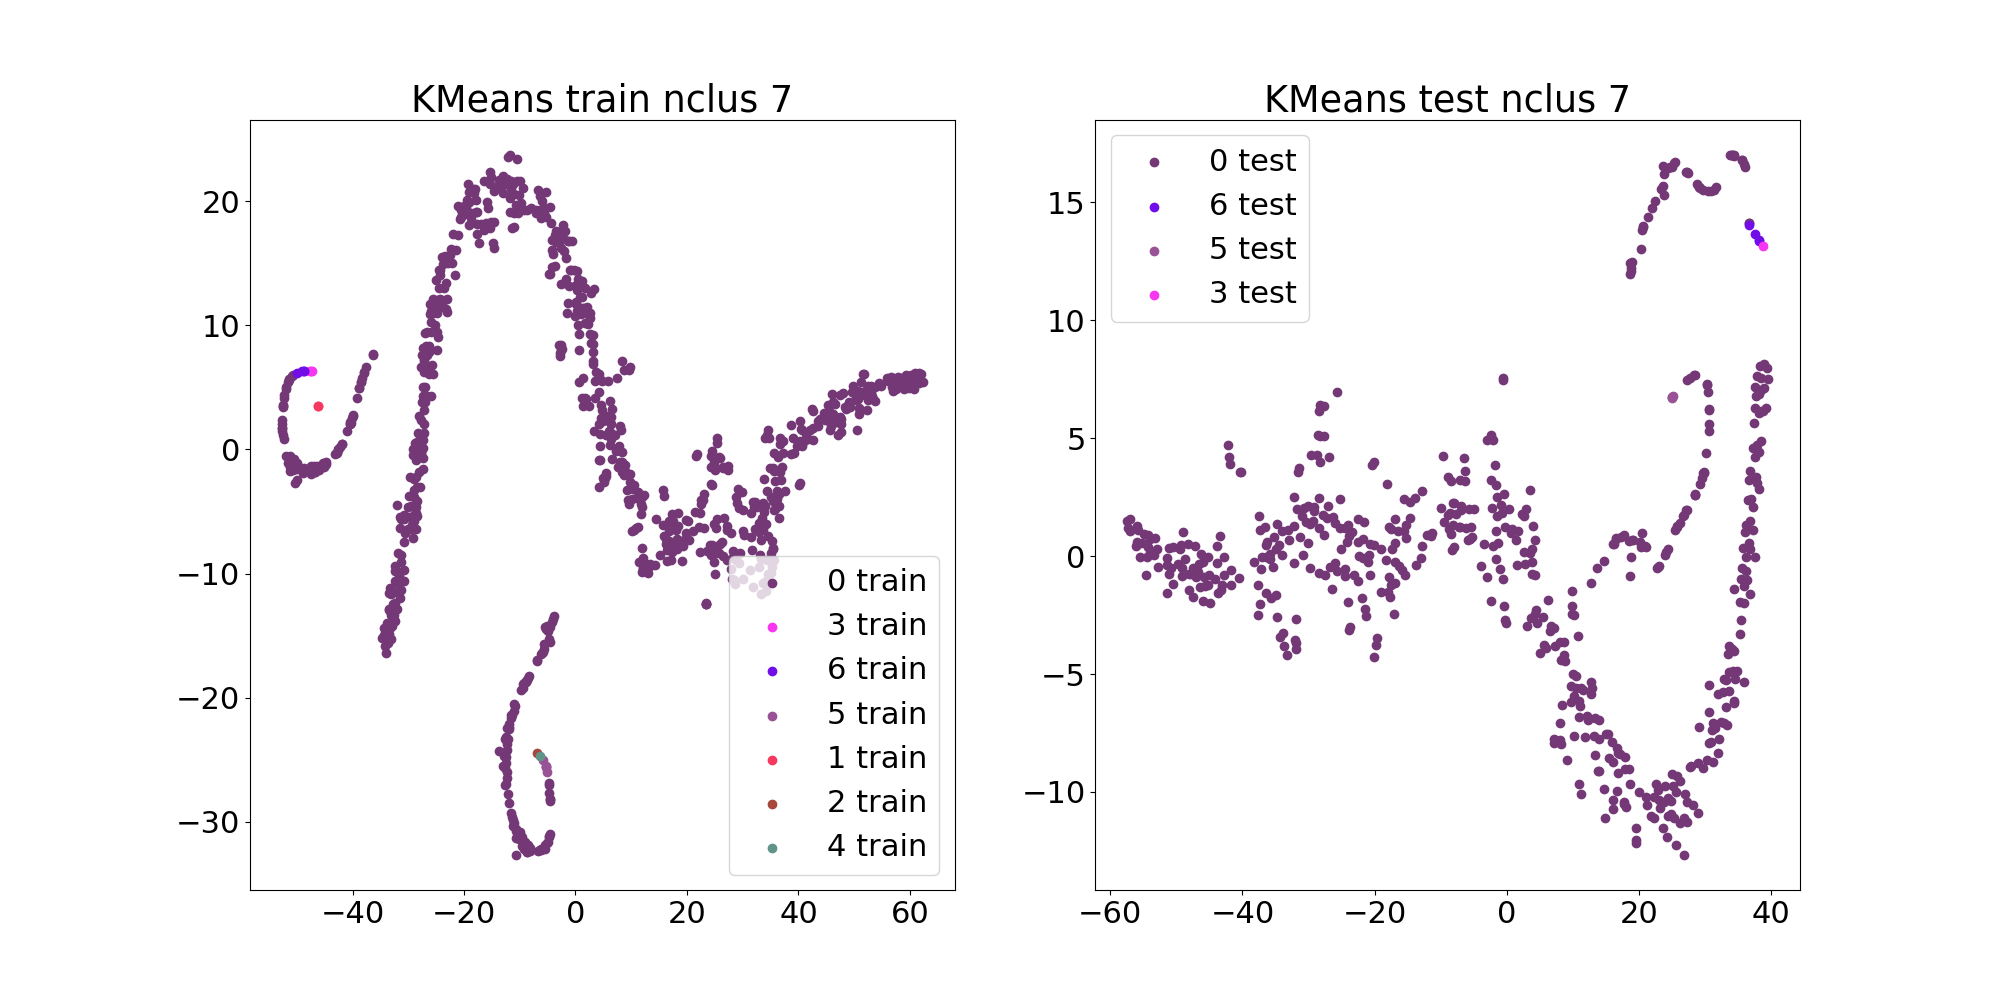 KMeans train nclus 7
20
10
0
−10
−20
−30
−40
−20
0
20
40
60
0 train
3 train
6 train
5 train
1 train
2 train
4 train
KMeans test nclus 7
15
10
5
0
−5
−10
−60
−40
−20
0
20
40
0 test
6 test
5 test
3 test